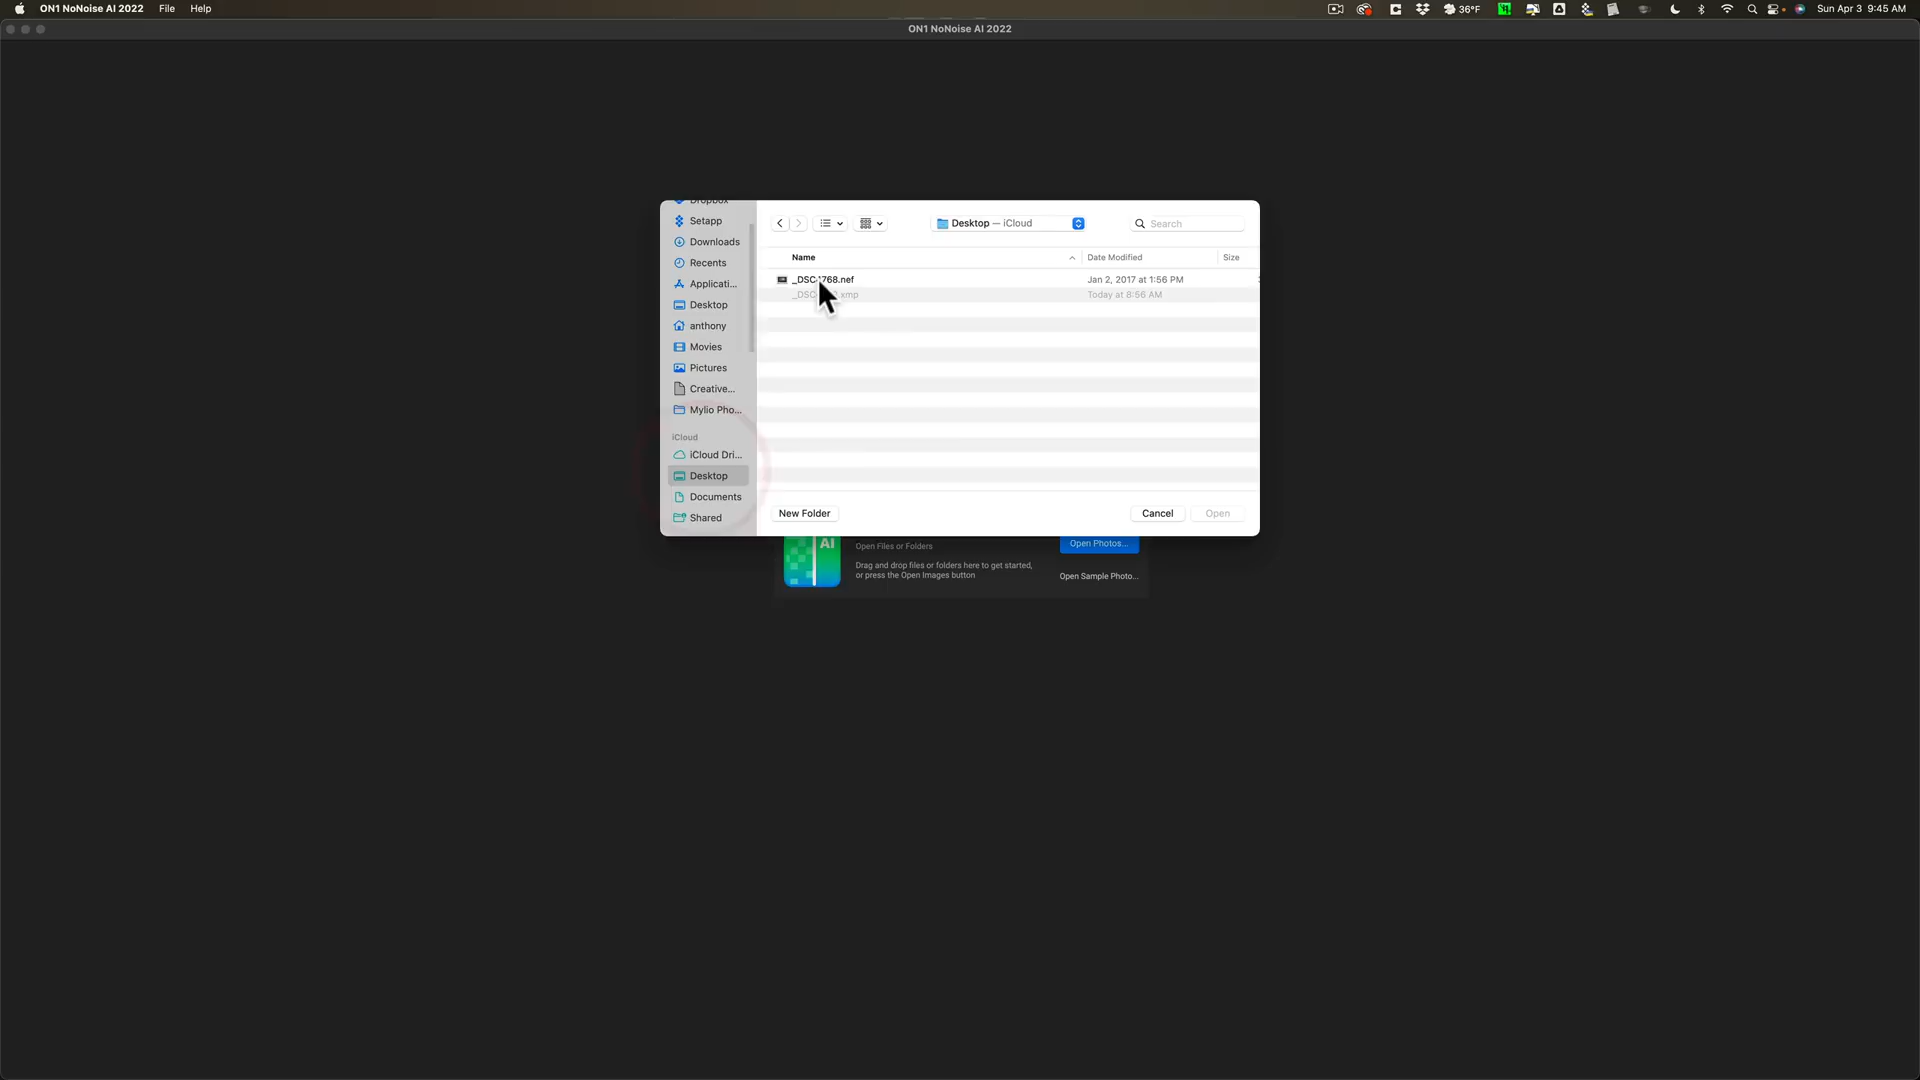 ON1 NoNoise AI 2022 File Help 36°F Sun Apr 3 9:45 AM
ON1 NoNoise AI 2022
Dropbox
Setapp
Downloads
Recents
Applicati...
Desktop
anthony
Movies
Pictures
Creative...
Mylio Pho...
iCloud
iCloud Dri...
Desktop
Documents
Shared
Desktop — iCloud
Search
Name Date Modified Size
Jan 2, 2017 at 1:56 PM
Today at 8:56 AM
New Folder Cancel Open
AI
Open Files or Folders
Drag and drop files or folders here to get started,
or press the Open Images button
Open Photos...
Open Sample Photo...